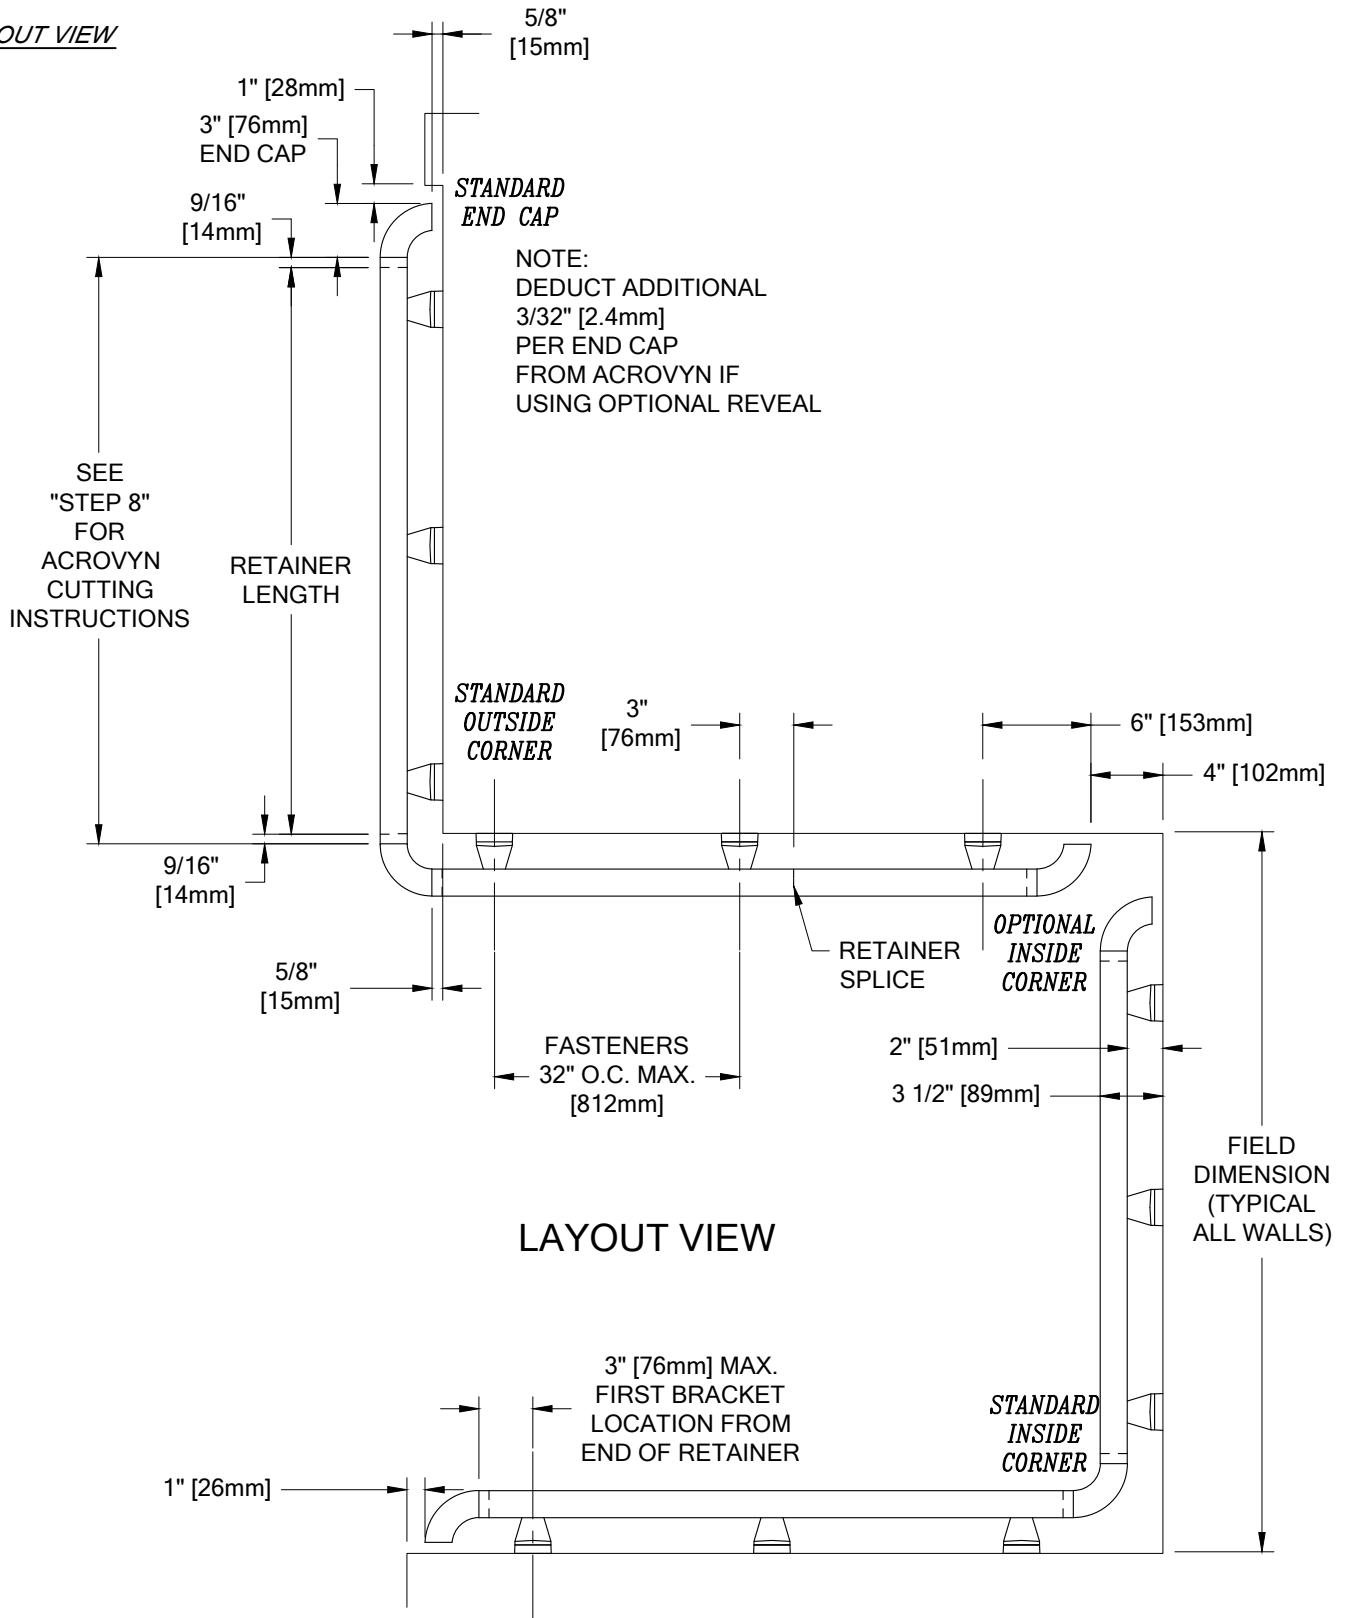 OUT VIEW
5/8"
[15mm]
1" [28mm]
3" [76mm]
END CAP
9/16"
[14mm]
STANDARD
END CAP
NOTE:
DEDUCT ADDITIONAL
3/32" [2.4mm]
PER END CAP
FROM ACROVYN IF
USING OPTIONAL REVEAL
SEE
"STEP 8"
FOR
ACROVYN
CUTTING
INSTRUCTIONS
RETAINER
LENGTH
STANDARD
OUTSIDE
CORNER
3"
[76mm]
6" [153mm]
4" [102mm]
9/16"
[14mm]
5/8"
[15mm]
RETAINER
SPLICE
OPTIONAL
INSIDE
CORNER
FASTENERS
32" O.C. MAX.
[812mm]
2" [51mm]
3 1/2" [89mm]
FIELD
DIMENSION
(TYPICAL
ALL WALLS)
LAYOUT VIEW
3" [76mm] MAX.
FIRST BRACKET
LOCATION FROM
END OF RETAINER
STANDARD
INSIDE
CORNER
1" [26mm]